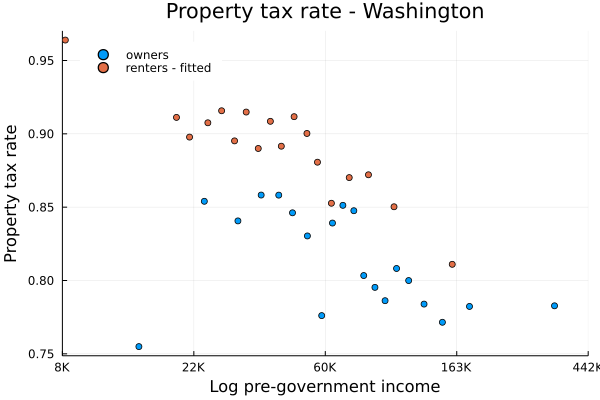 Property tax rate - Washington
owners
renters - fitted
Property tax rate
0.95
0.90
0.85
0.80
0.75
8K 22K 60K 163K 442K
Log pre-government income